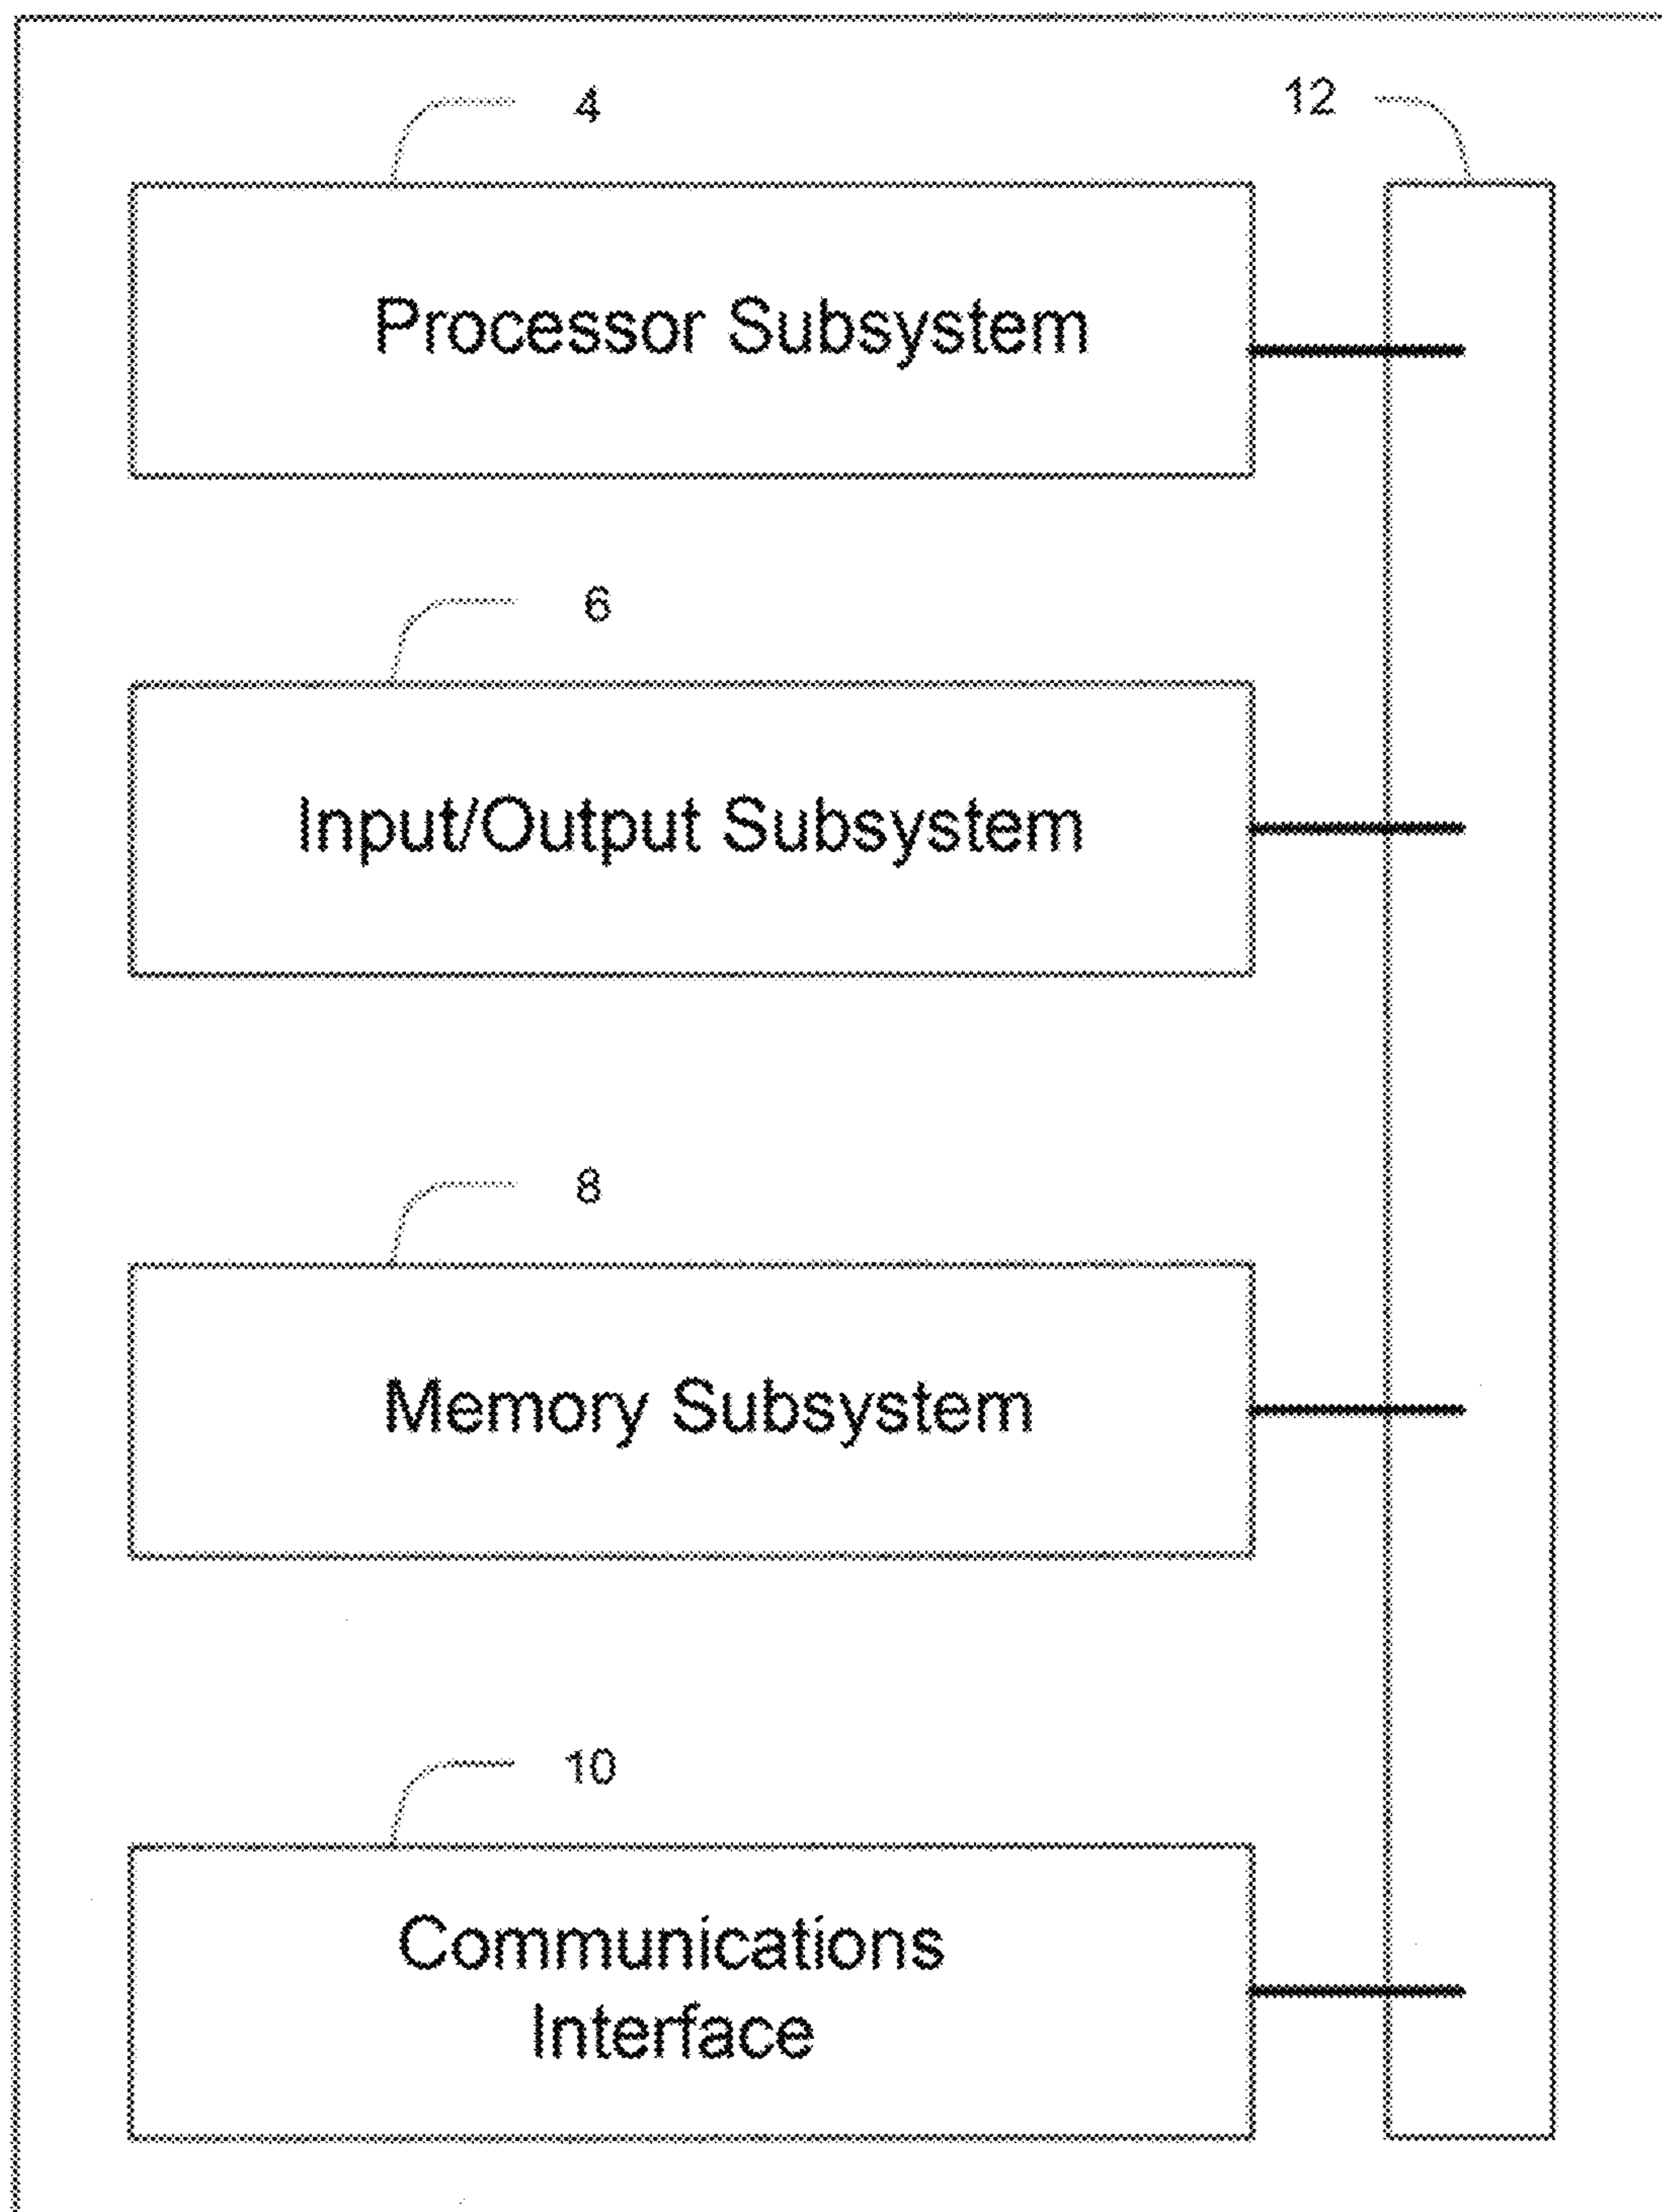 4
12
Processor Subsystem
6
Input/Output Subsystem
8
Memory Subsystem
10
Communications
Interface